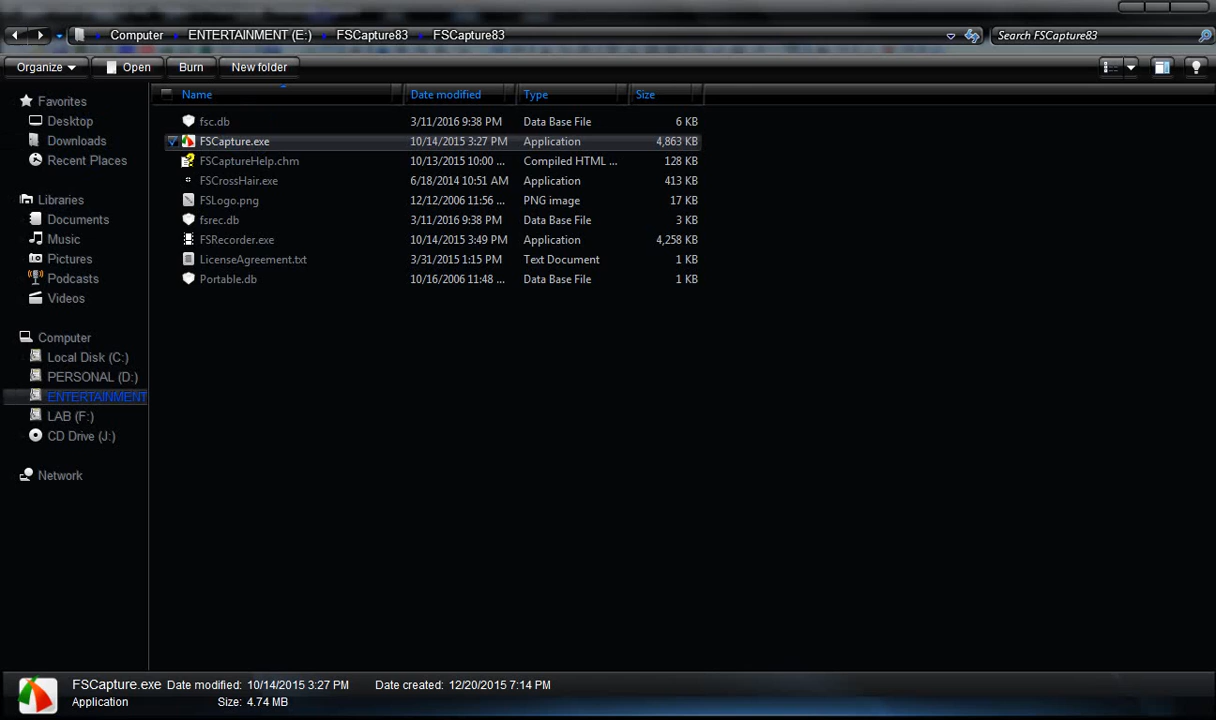 Computer ENTERTAINMENT (E:) FSCapture83 FSCapture83 Search FSCapture83
Organize Open Burn New folder
Name Date modified Type Size
Favorites
Desktop
Downloads
Recent Places
Libraries
Documents
Music
Pictures
Podcasts
Videos
Computer
Local Disk (C:)
PERSONAL (D:)
ENTERTAINMENT
LAB (F:)
CD Drive (J:)
Network
fsc.db 3/11/2016 9:38 PM Data Base File 6 KB
FSCapture.exe 10/14/2015 3:27 PM Application 4,863 KB
FSCaptureHelp.chm 10/13/2015 10:00 ... Compiled HTML ... 128 KB
FSCrossHair.exe 6/18/2014 10:51 AM Application 413 KB
FSLogo.png 12/12/2006 11:56 ... PNG image 17 KB
fsrec.db 3/11/2016 9:38 PM Data Base File 3 KB
FSRecorder.exe 10/14/2015 3:49 PM Application 4,258 KB
LicenseAgreement.txt 3/31/2015 1:15 PM Text Document 1 KB
Portable.db 10/16/2006 11:48 ... Data Base File 1 KB
FSCapture.exe Date modified: 10/14/2015 3:27 PM Date created: 12/20/2015 7:14 PM
Application Size: 4.74 MB